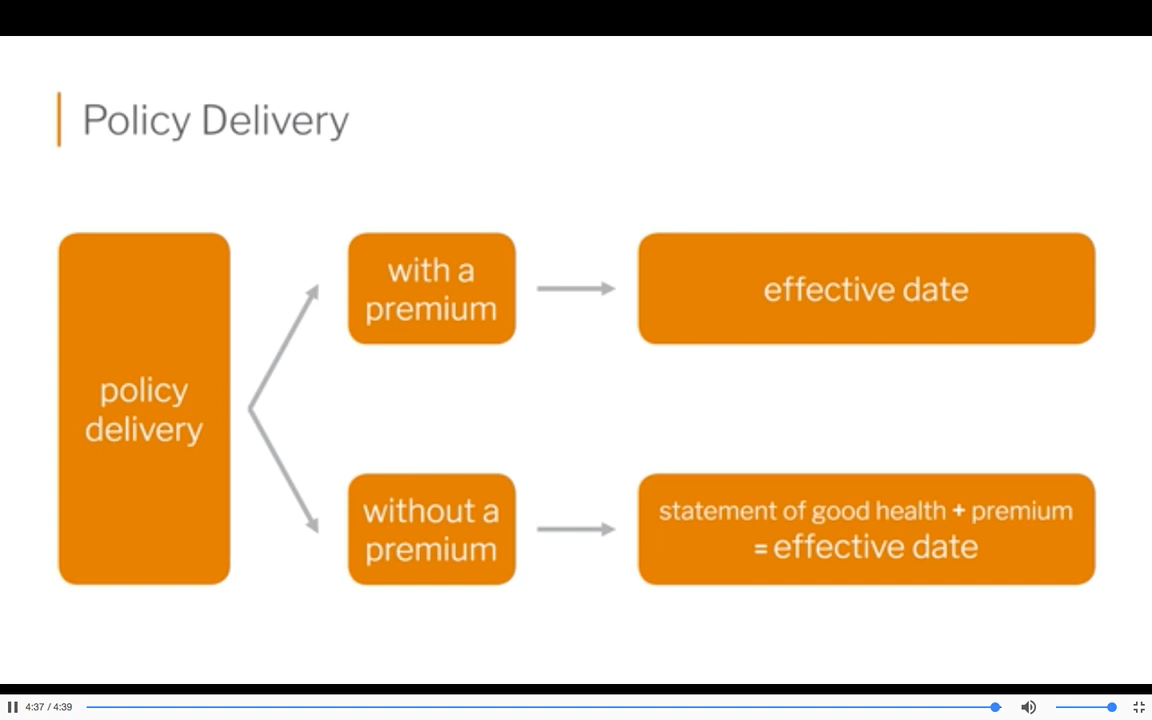 Policy Delivery
policy
delivery
with a
premium
effective date
without a
premium
statement of good health + premium
= effective date
4:37 / 4:39